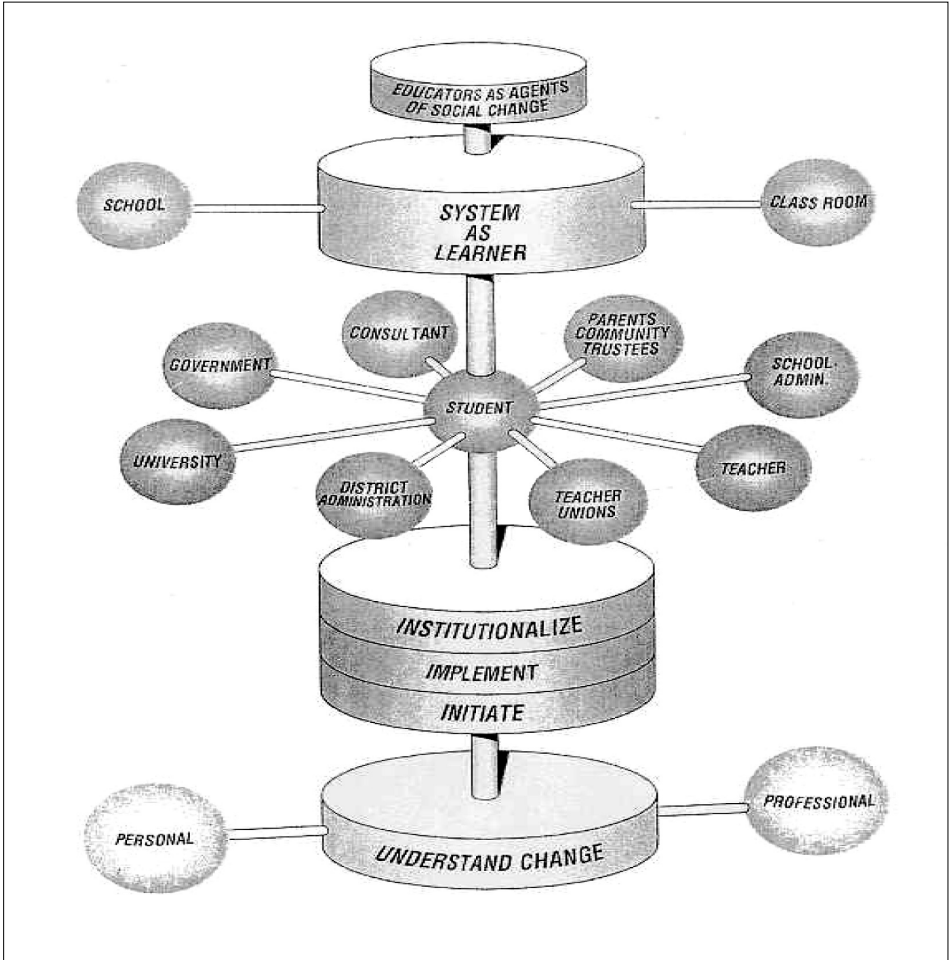 EDUCATORS AS AGENTS
OF SOCIAL CHANGE
SCHOOL
SYSTEM
AS
LEARNER
CLASS ROOM
CONSULTANT
PARENTS
COMMUNITY
TRUSTEES
GOVERNMENT
SCHOOL
ADMIN.
STUDENT
UNIVERSITY
DISTRICT
ADMINISTRATION
TEACHER
UNIONS
TEACHER
INSTITUTIONALIZE
IMPLEMENT
INITIATE
PERSONAL
UNDERSTAND CHANGE
PROFESSIONAL